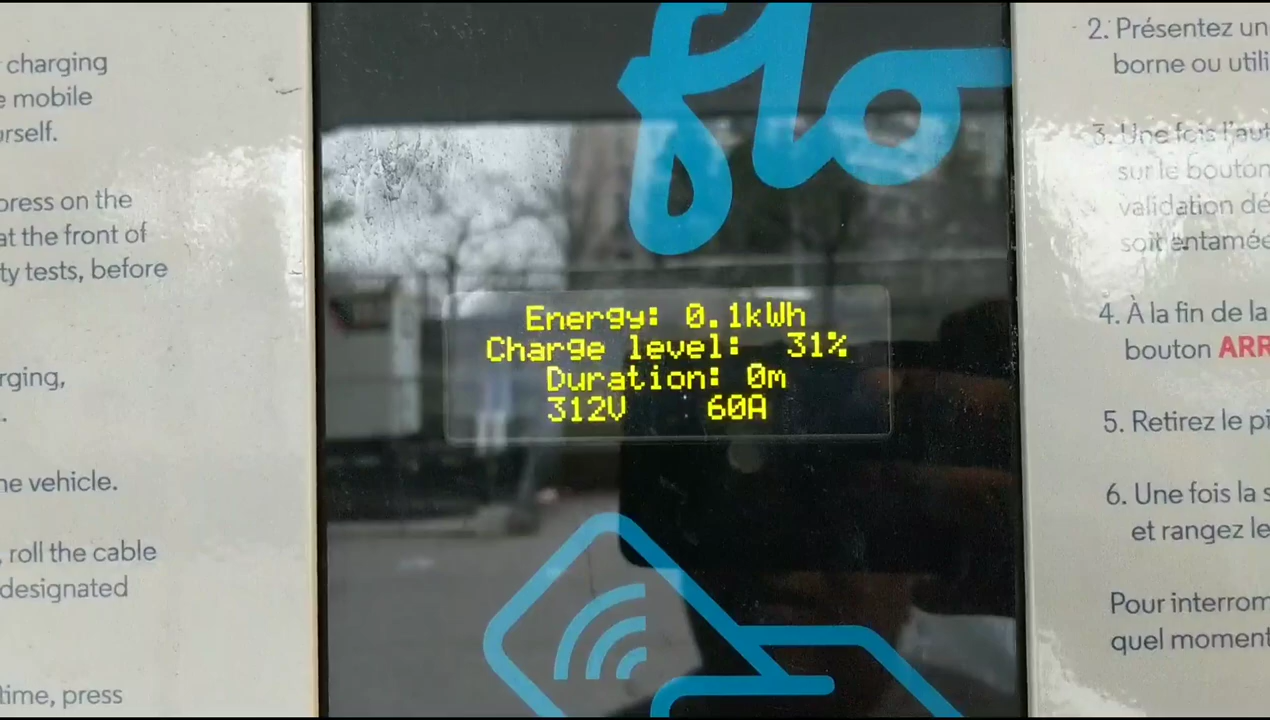 charging
mobile
urself.
press on the
at the front of
ty tests, before
rging,
vehicle.
, roll the cable
designated
time, press
flo
Energy: 0.1kWh
Charge level: 31%
Duration: 0m
312V 60A
2. Présentez un
borne ou utili
3. Une fois l'aut
sur le bouton
validation dé
soit entamée
4. À la fin de la
bouton ARR
5. Retirez le pi
6. Une fois la s
et rangez le
Pour interrom
quel moment